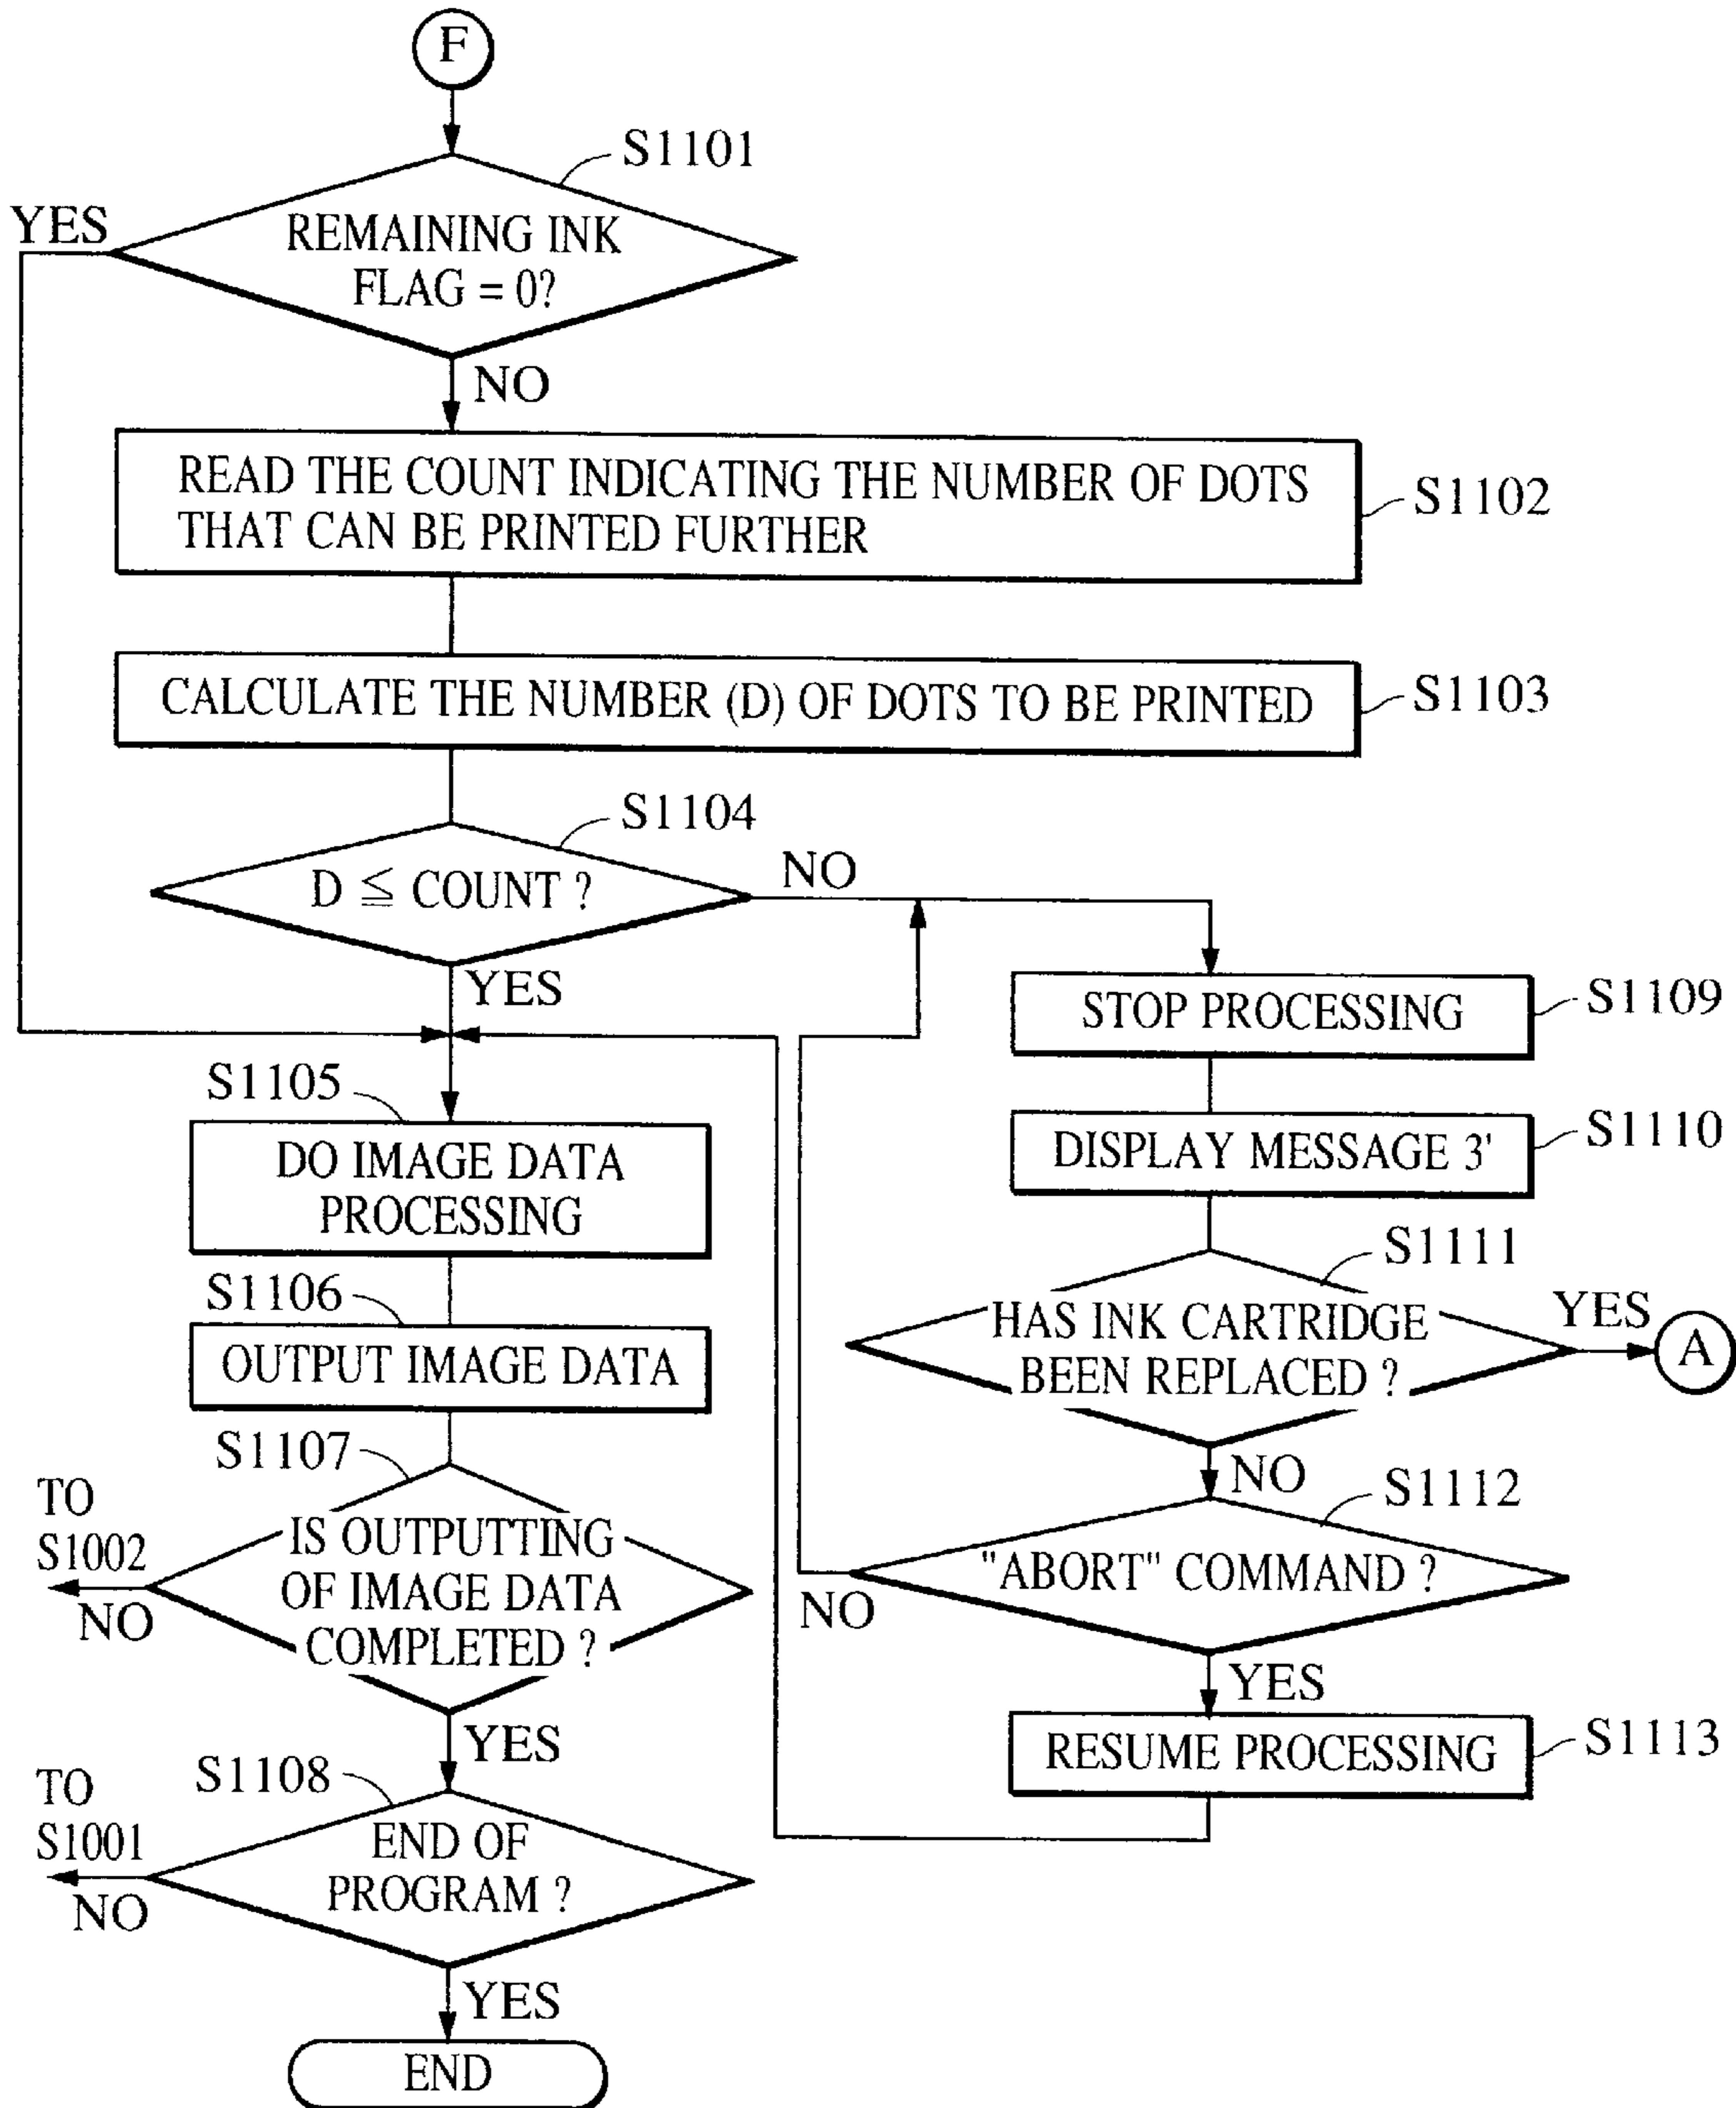 F
S1101
YES
REMAINING INK
FLAG = 0?
NO
READ THE COUNT INDICATING THE NUMBER OF DOTS
THAT CAN BE PRINTED FURTHER
S1102
CALCULATE THE NUMBER (D) OF DOTS TO BE PRINTED
S1103
S1104
D ≦ COUNT ?
NO
YES
STOP PROCESSING
S1109
S1105
DO IMAGE DATA
PROCESSING
DISPLAY MESSAGE 3'
S1110
S1111
S1106
HAS INK CARTRIDGE
BEEN REPLACED ?
YES
A
OUTPUT IMAGE DATA
S1107
NO
S1112
TO
S1002
NO
IS OUTPUTTING
OF IMAGE DATA
COMPLETED ?
"ABORT" COMMAND ?
NO
YES
YES
RESUME PROCESSING
S1113
S1108
TO
S1001
NO
END OF
PROGRAM ?
YES
END